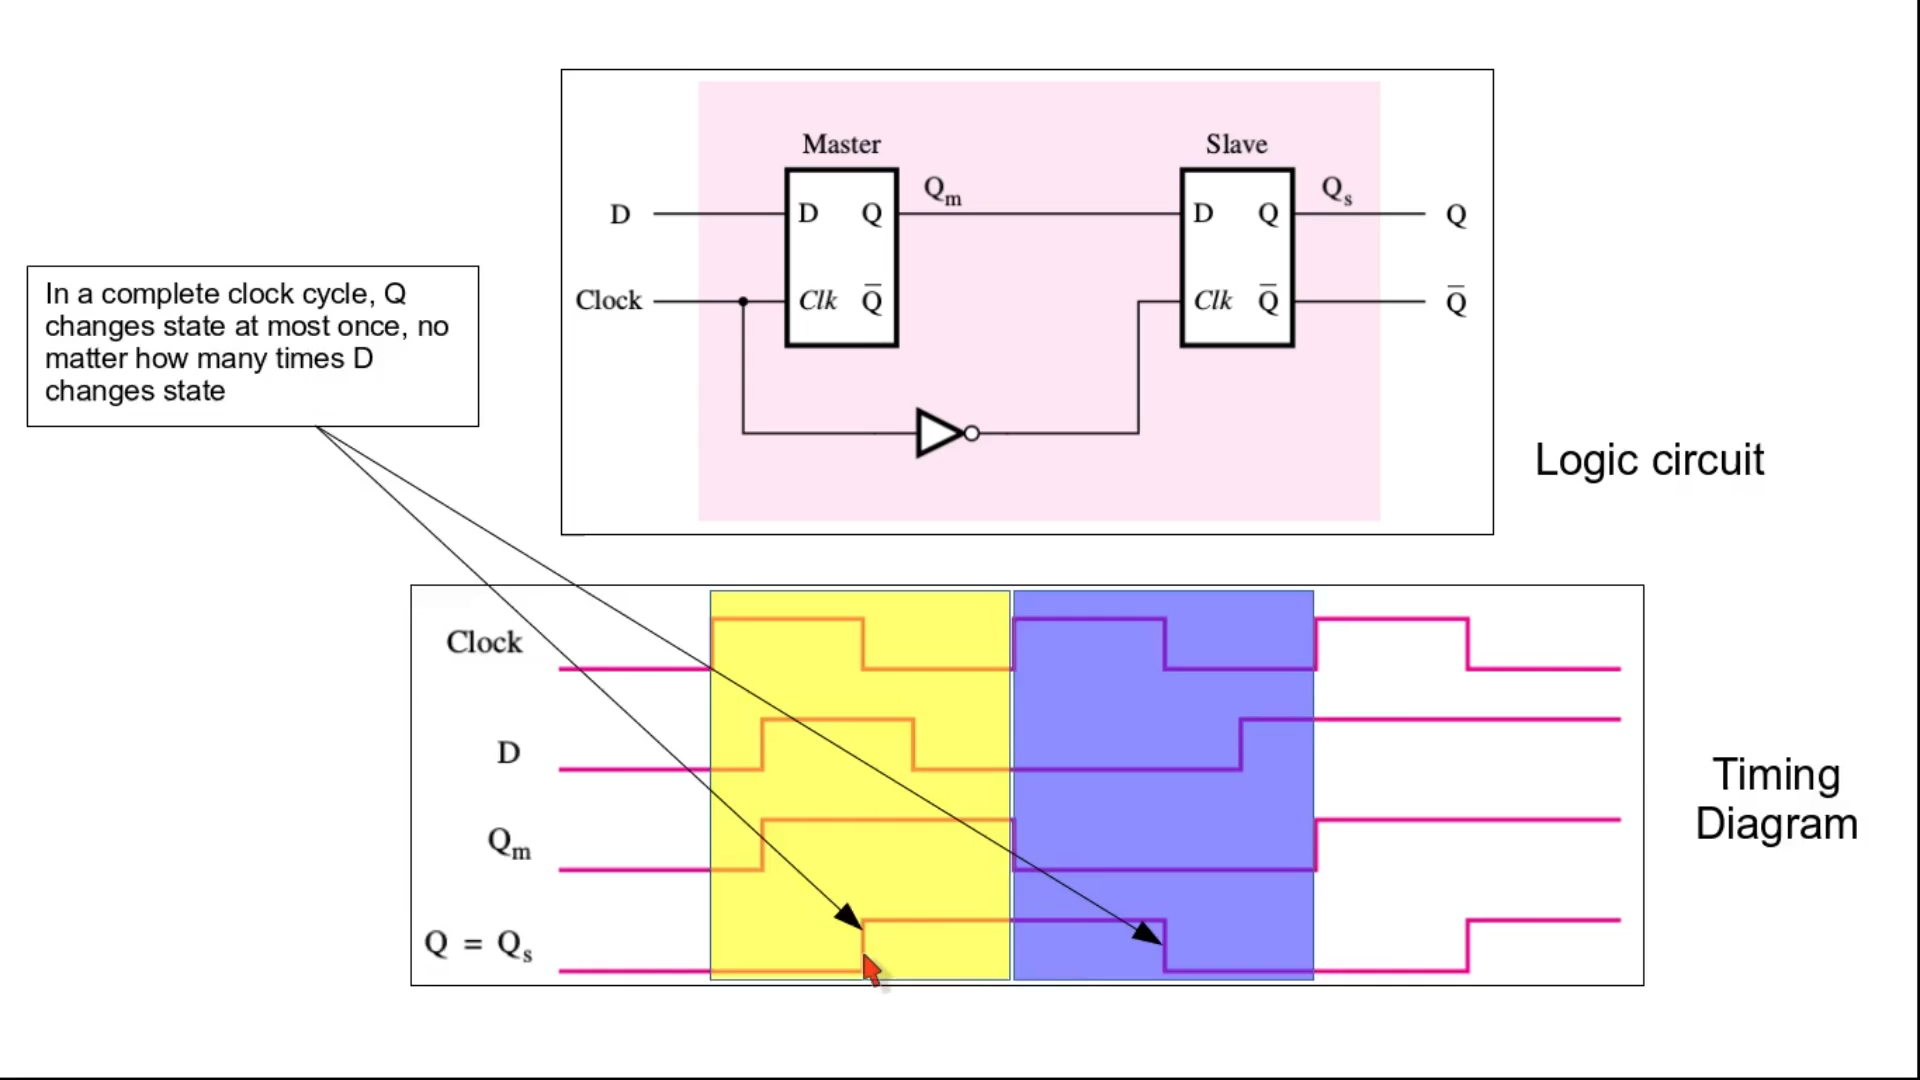 Master
Slave
Qm
Qs
D
D Q
D Q
Q
Clock
Clk Q̅
Clk Q̅
Q̅
In a complete clock cycle, Q
changes state at most once, no
matter how many times D
changes state
Logic circuit
Clock
D
Qm
Q = Qs
Timing
Diagram